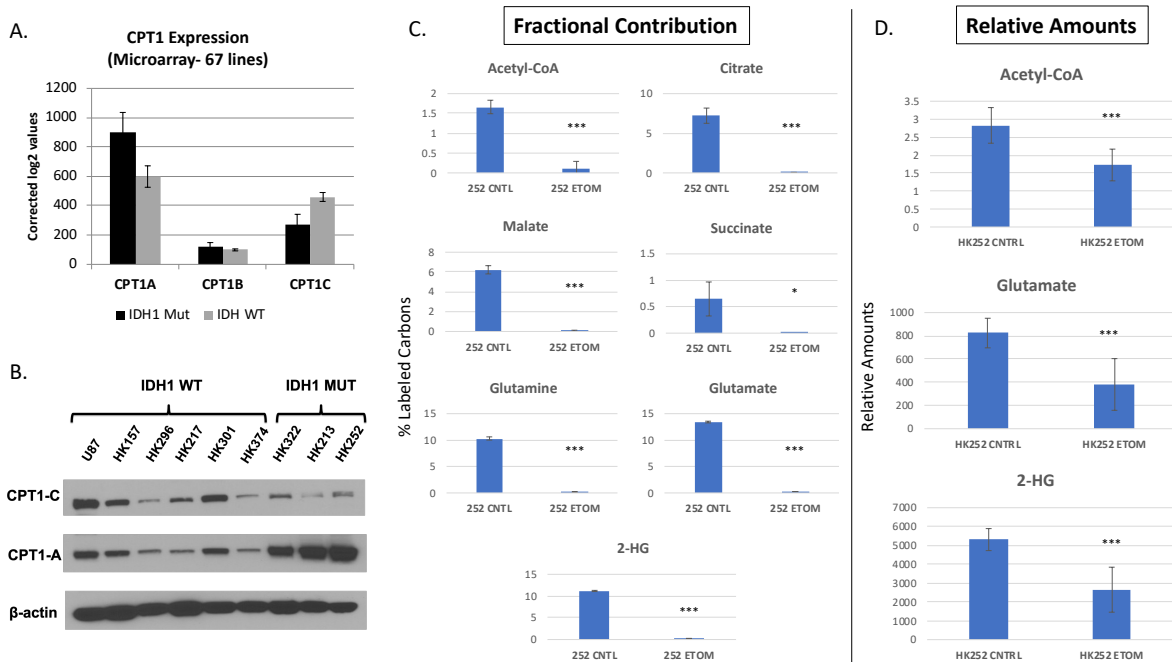 A.
CPT1 Expression
(Microarray- 67 lines)
Corrected log2 values
1200
1000
800
600
400
200
0
CPT1A CPT1B CPT1C
IDH1 Mut IDH WT
B.
IDH1 WT IDH1 MUT
U87 HK157 HK296 HK217 HK301 HK374 HK322 HK213 HK252
CPT1-C
CPT1-A
β-actin
C.
Fractional Contribution
% Labeled Carbons
Acetyl-CoA
2
1.5
1
0.5
0
***
252 CNTL 252 ETOM
Citrate
10
5
0
***
252 CNTL 252 ETOM
Malate
8
6
4
2
0
***
252 CNTL 252 ETOM
Succinate
1.5
1
0.5
0
*
252 CNTL 252 ETOM
Glutamine
15
10
5
0
***
252 CNTL 252 ETOM
Glutamate
15
10
5
0
***
252 CNTL 252 ETOM
2-HG
15
10
5
0
***
252 CNTL 252 ETOM
D.
Relative Amounts
Relative Amounts
Acetyl-CoA
3.5
3
2.5
2
1.5
1
0.5
0
***
HK252 CNTRL HK252 ETOM
Glutamate
1000
800
600
400
200
0
***
HK252 CNTRL HK252 ETOM
2-HG
7000
6000
5000
4000
3000
2000
1000
0
***
HK252 CNTRL HK252 ETOM